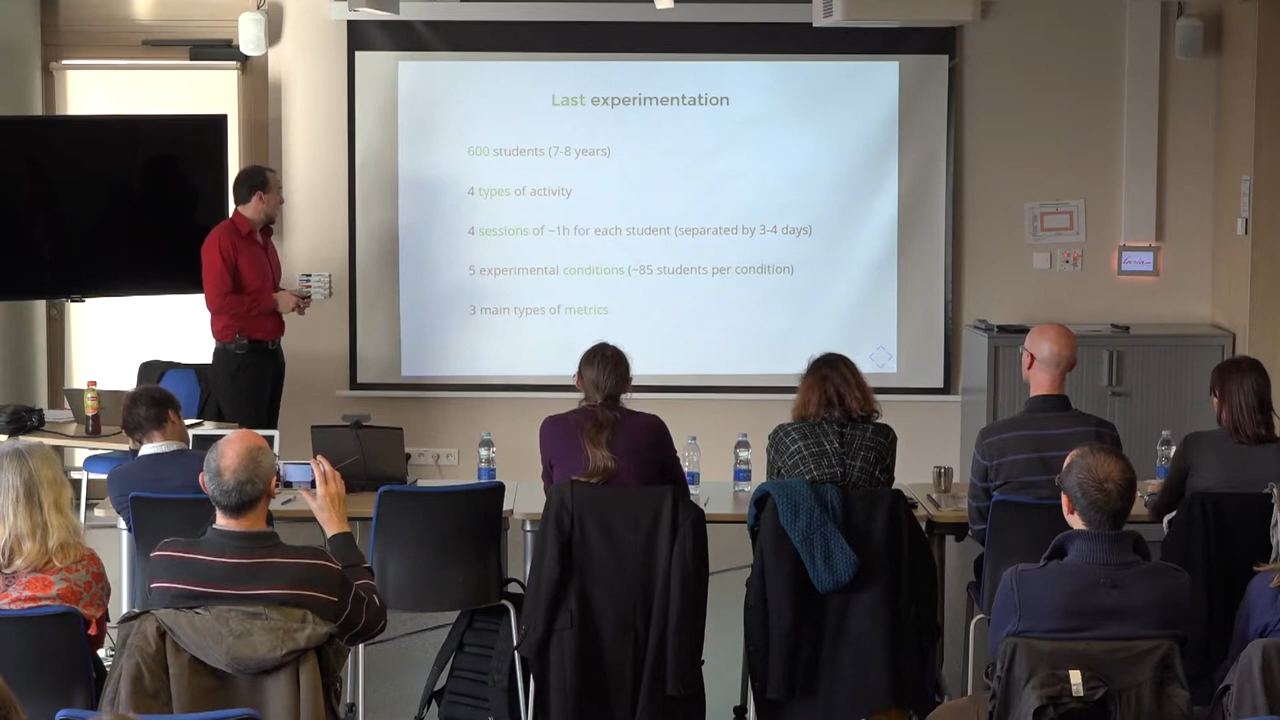 Last experimentation
600 students (7-8 years)
4 types of activity
4 sessions of ~1h for each student (separated by 3-4 days)
5 experimental conditions (~85 students per condition)
3 main types of metrics